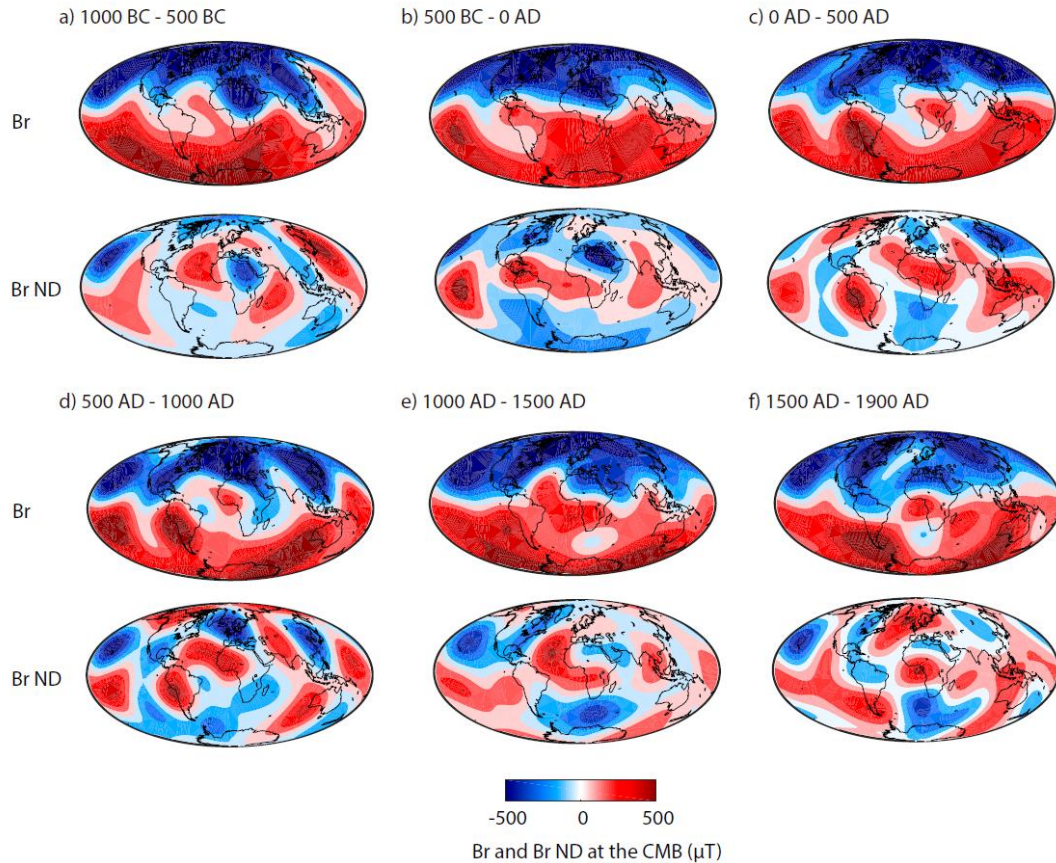 a) 1000 BC - 500 BC
b) 500 BC - 0 AD
c) 0 AD - 500 AD
Br
Br ND
d) 500 AD - 1000 AD
e) 1000 AD - 1500 AD
f) 1500 AD - 1900 AD
Br
Br ND
-500
0
500
Br and Br ND at the CMB (µT)